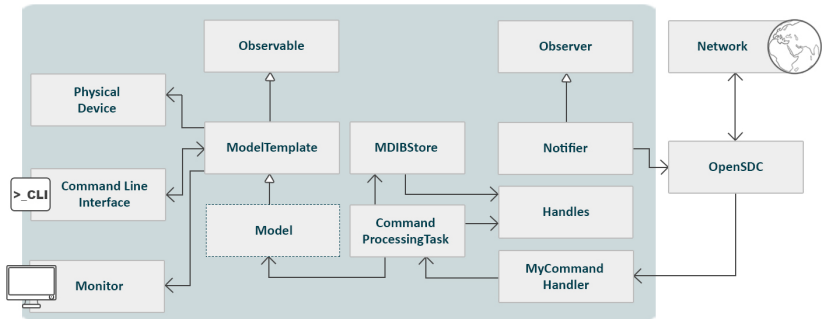 Observable
Observer
Network
Physical
Device
ModelTemplate
MDIBStore
Notifier
OpenSDC
>_CLI
Command Line
Interface
Model
Command
ProcessingTask
Handles
Monitor
MyCommand
Handler